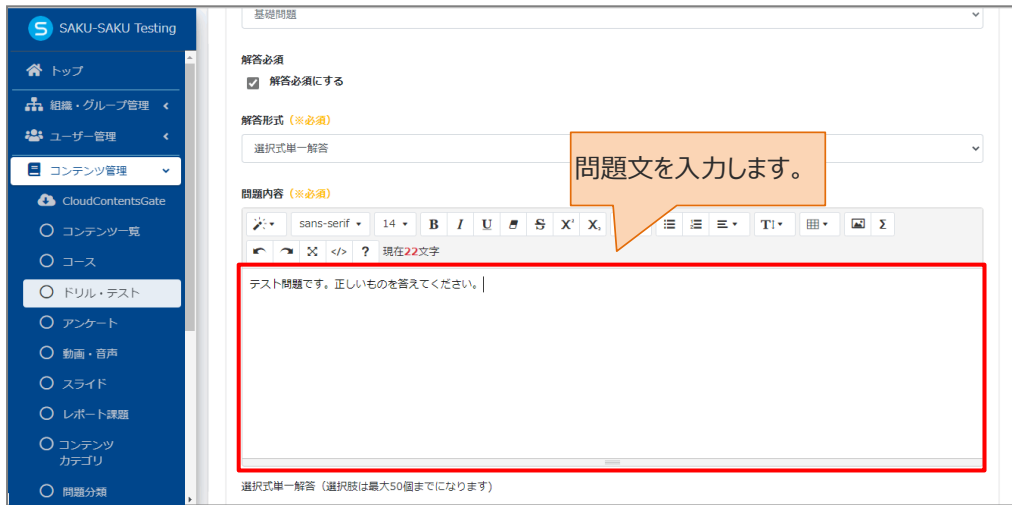 SAKU-SAKU Testing
トップ
組織・グループ管理
ユーザー管理
コンテンツ管理
CloudContentsGate
コンテンツ一覧
コース
ドリル・テスト
アンケート
動画・音声
スライド
レポート課題
コンテンツ
カテゴリ
問題分類
基礎問題
解答必須
解答必須にする
解答形式（※必須）
選択式単一解答
問題文を入力します。
問題内容（※必須）
sans-serif 14 B I U S X² X₂ T! Σ
</> ? 現在22文字
テスト問題です。正しいものを答えてください。
選択式単一解答（選択肢は最大50個までになります)